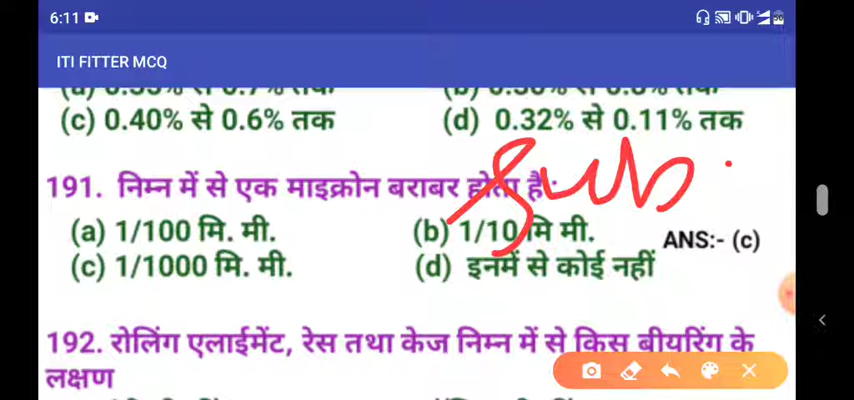 6:11
ITI FITTER MCQ
(c) 0.40% से 0.6% तक (d) 0.32% से 0.11% तक
191. निम्न में से एक माइक्रोन बराबर होता है:
(a) 1/100 मि. मी. (b) 1/10 मि मी.
ANS:- (c)
(c) 1/1000 मि. मी. (d) इनमें से कोई नहीं
192. रोलिंग एलाईमेंट, रेस तथा केज निम्न में से किस बीयरिंग के
लक्षण
sub